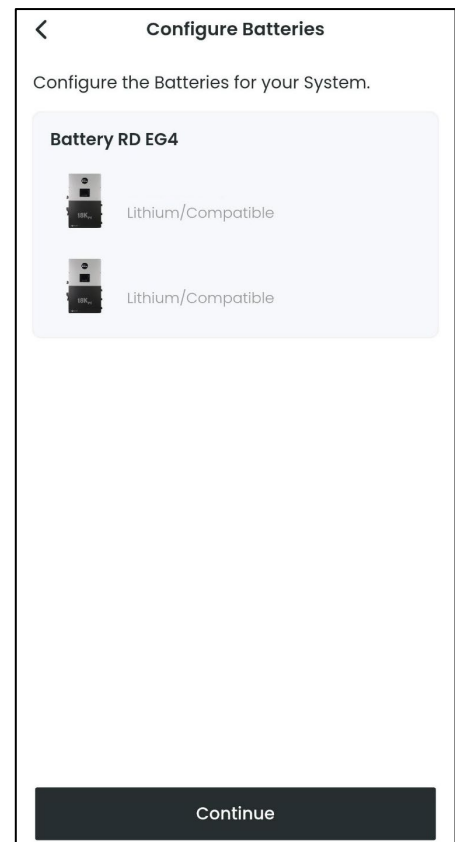 Configure Batteries
Configure the Batteries for your System.
Battery RD EG4
Lithium/Compatible
Lithium/Compatible
Continue